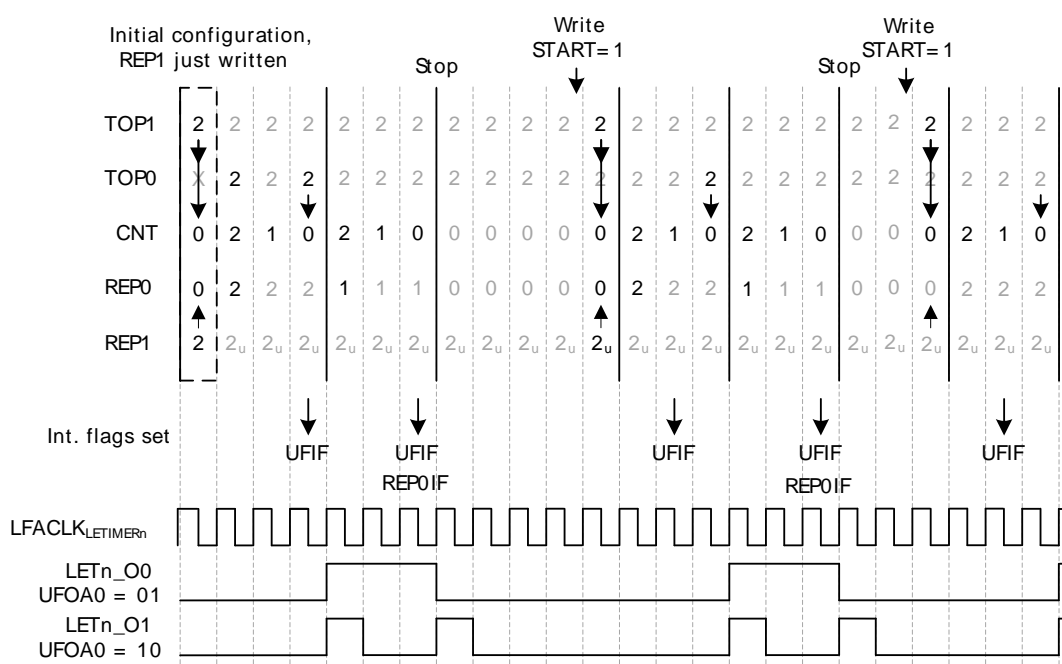 Initial configuration,
REP1 just written
Stop
Write
START=1
Stop
Write
START=1
TOP1 2 2 2 2 2 2 2 2 2 2 2 2 2 2 2 2 2 2 2 2 2 2 2 2
TOP0 X 2 2 2 2 2 2 2 2 2 2 2 2 2 2 2 2 2 2 2 2 2 2 2
CNT 0 2 1 0 2 1 0 0 0 0 0 0 2 1 0 2 1 0 0 0 0 2 1 0
REP0 0 2 2 2 1 1 1 0 0 0 0 0 2 2 2 1 1 1 0 0 0 2 2 2
REP1 2 2u 2u 2u 2u 2u 2u 2u 2u 2u 2u 2u 2u 2u 2u 2u 2u 2u 2u 2u 2u 2u 2u 2u
Int. flags set
UFIF
UFIF
REP0IF
UFIF
UFIF
REP0IF
UFIF
LFACLKLETIMERn
LETn_O0
UFOA0 = 01
LETn_O1
UFOA0 = 10